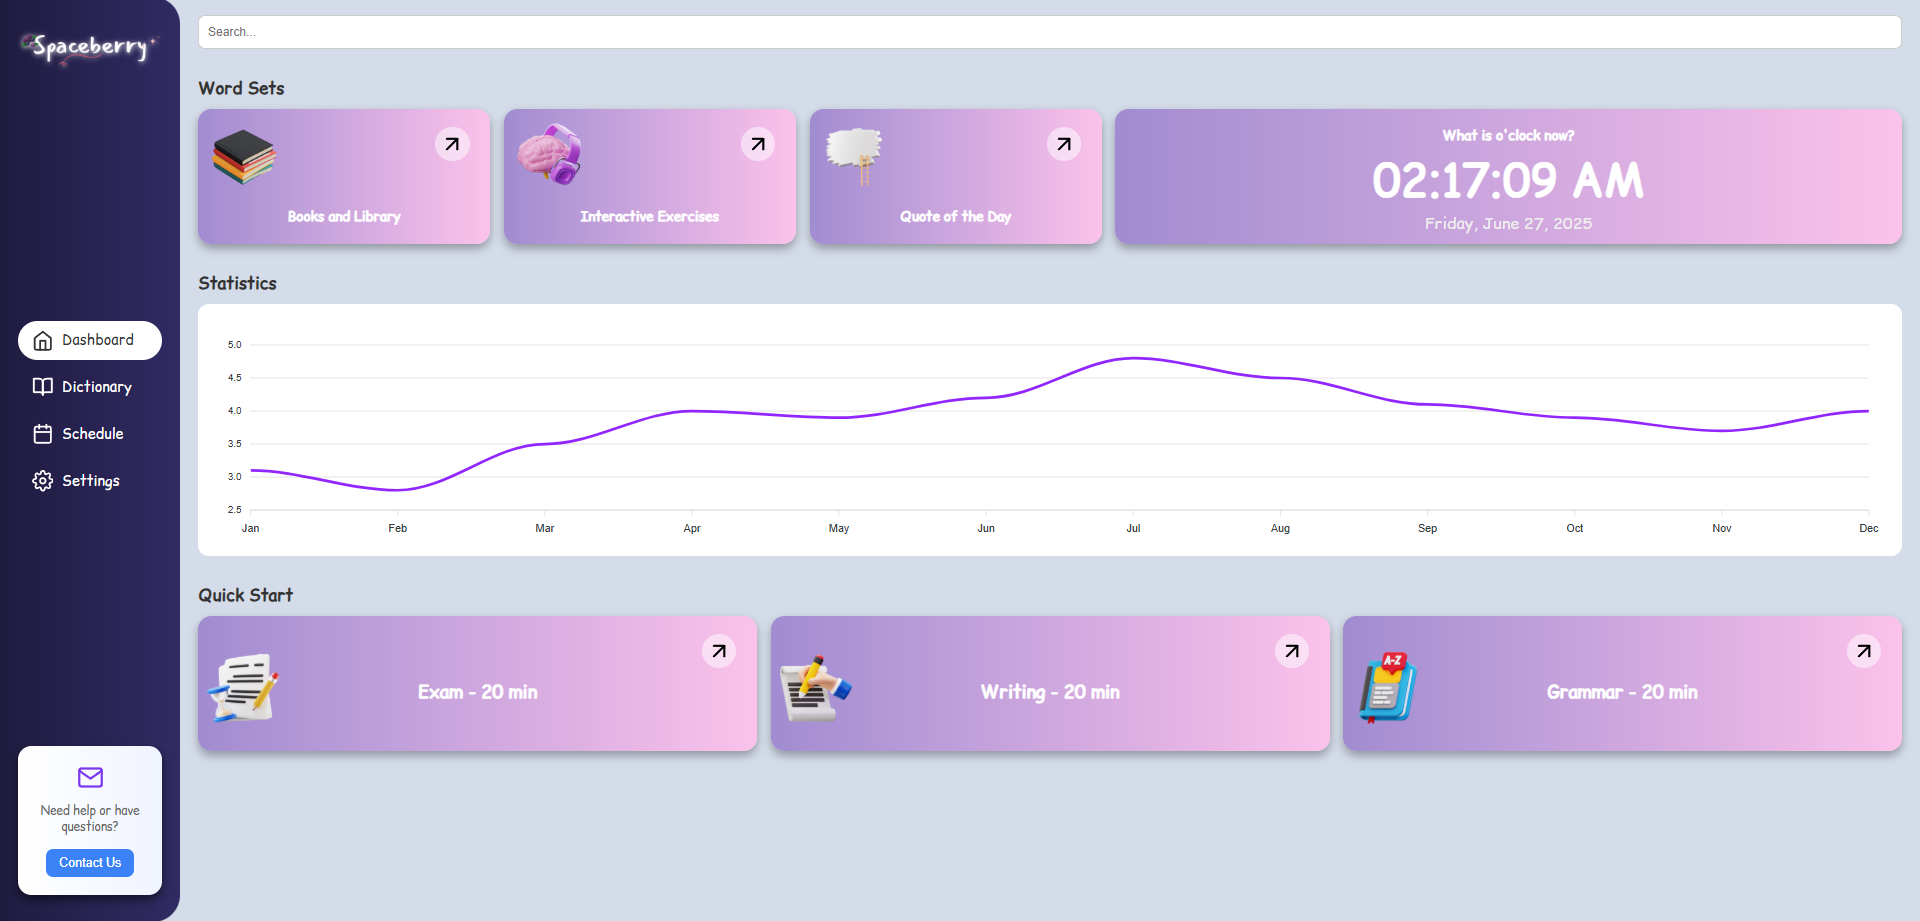 Spaceberry
Dashboard
Dictionary
Schedule
Settings
Need help or have
questions?
Contact Us
Search...
Word Sets
Books and Library
Interactive Exercises
Quote of the Day
What is o'clock now?
02:17:09 AM
Friday, June 27, 2025
Statistics
5.0
4.5
4.0
3.5
3.0
2.5
Jan Feb Mar Apr May Jun Jul Aug Sep Oct Nov Dec
Quick Start
Exam - 20 min
Writing - 20 min
A-Z
Grammar - 20 min